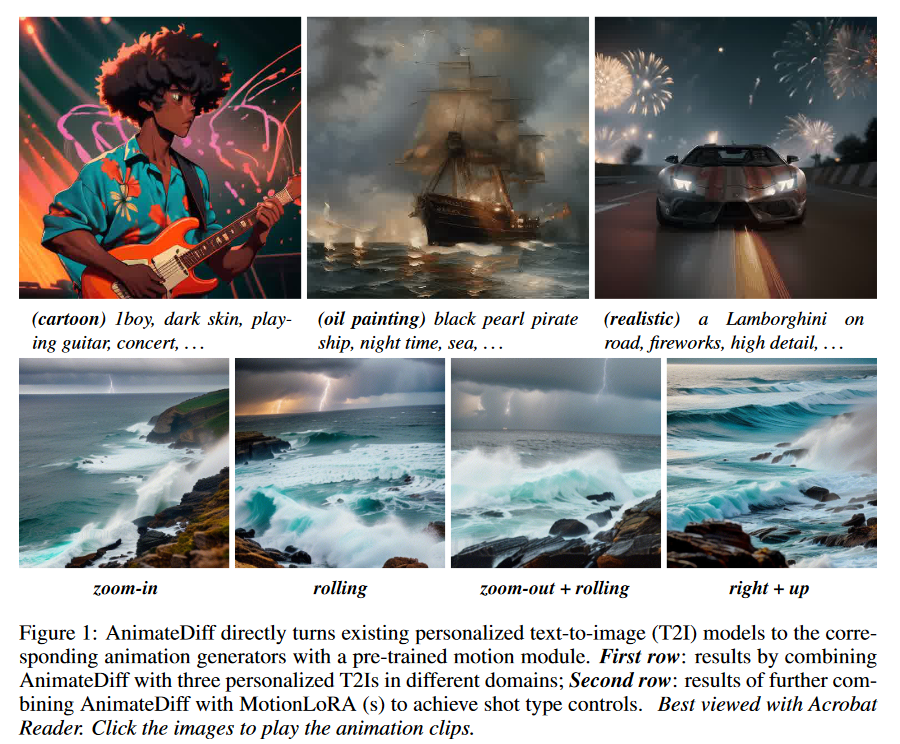 (cartoon) 1boy, dark skin, play-
ing guitar, concert, . . .
(oil painting) black pearl pirate
ship, night time, sea, . . .
(realistic) a Lamborghini on
road, fireworks, high detail, . . .
zoom-in
rolling
zoom-out + rolling
right + up
Figure 1: AnimateDiff directly turns existing personalized text-to-image (T2I) models to the corre-
sponding animation generators with a pre-trained motion module. First row: results by combining
AnimateDiff with three personalized T2Is in different domains; Second row: results of further com-
bining AnimateDiff with MotionLoRA (s) to achieve shot type controls. Best viewed with Acrobat
Reader. Click the images to play the animation clips.